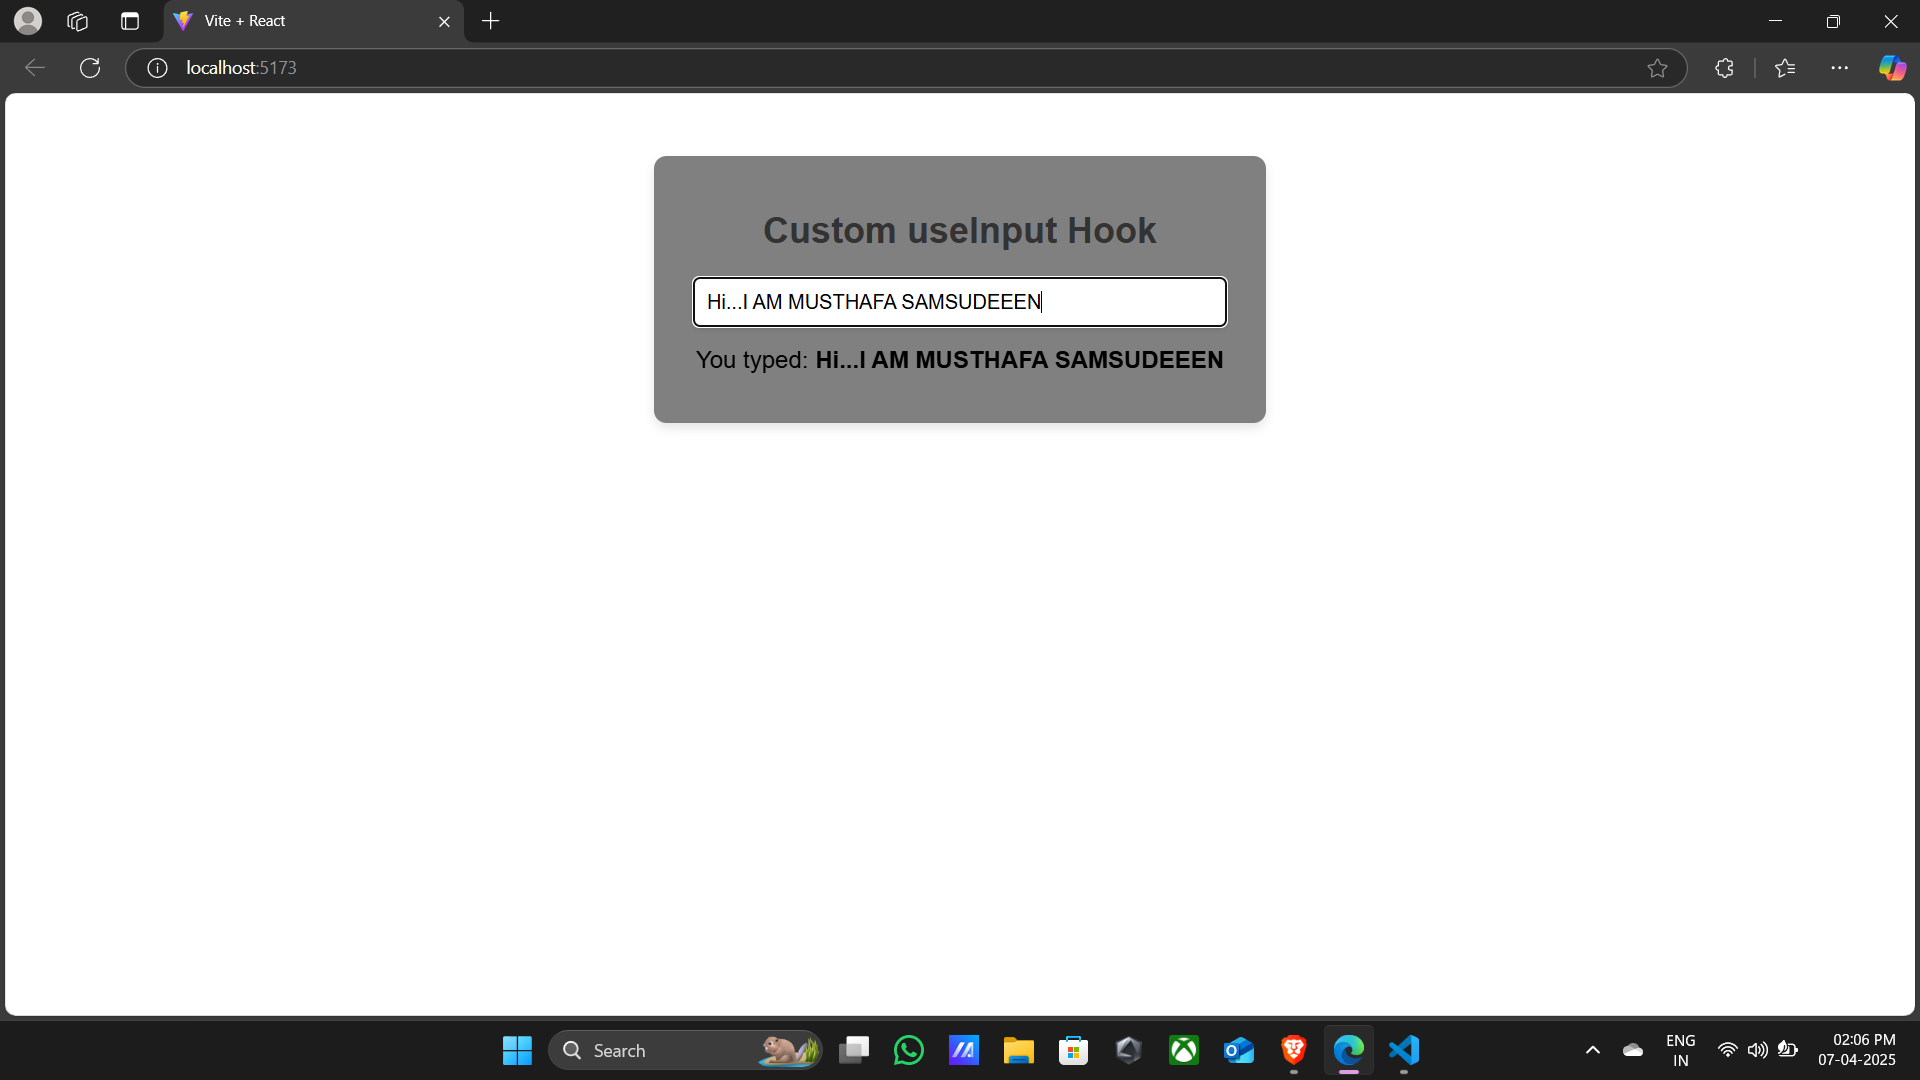 Vite + React
localhost:5173
Custom useInput Hook
Hi...I AM MUSTHAFA SAMSUDEEEN
You typed: Hi...I AM MUSTHAFA SAMSUDEEEN
Search
ENG
IN
02:06 PM
07-04-2025